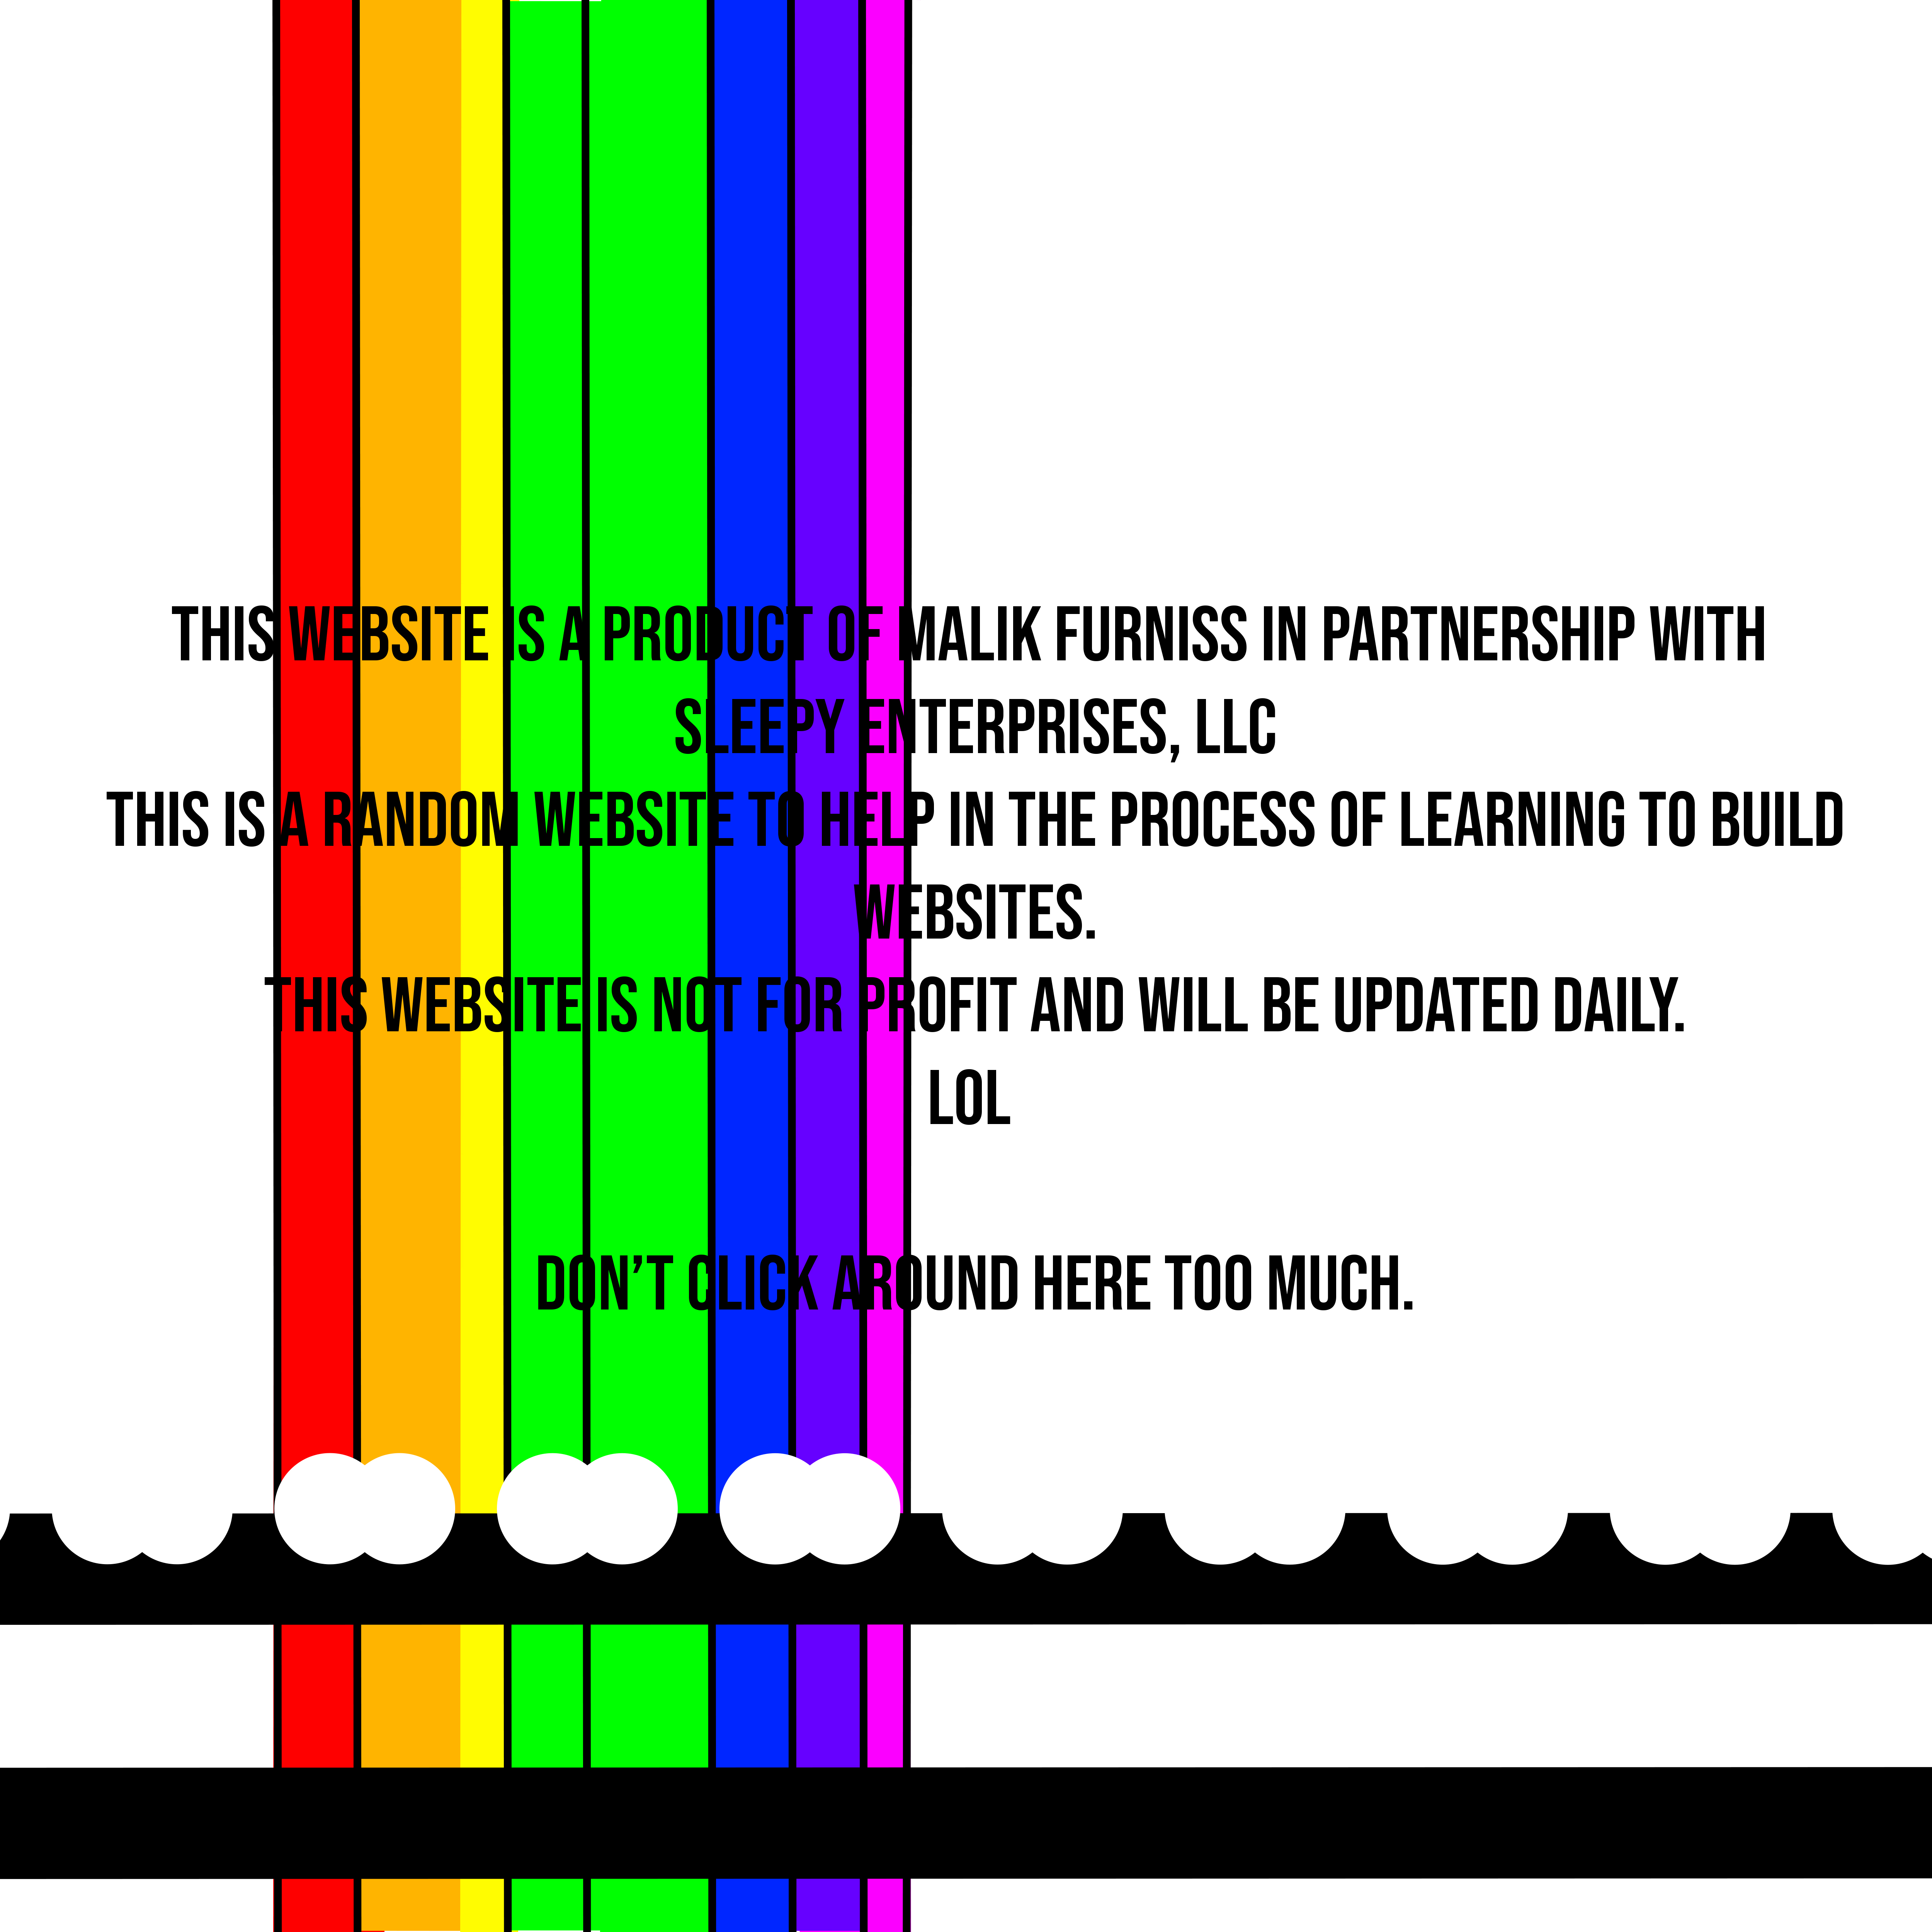 THIS WEBSITE IS A PRODUCT OF MALIK FURNISS IN PARTNERSHIP WITH
SLEEPY ENTERPRISES, LLC
THIS IS A RANDOM WEBSITE TO HELP IN THE PROCESS OF LEARNING TO BUILD
WEBSITES.
THIS WEBSITE IS NOT FOR PROFIT AND WILL BE UPDATED DAILY.
LOL
DON'T CLICK AROUND HERE TOO MUCH.